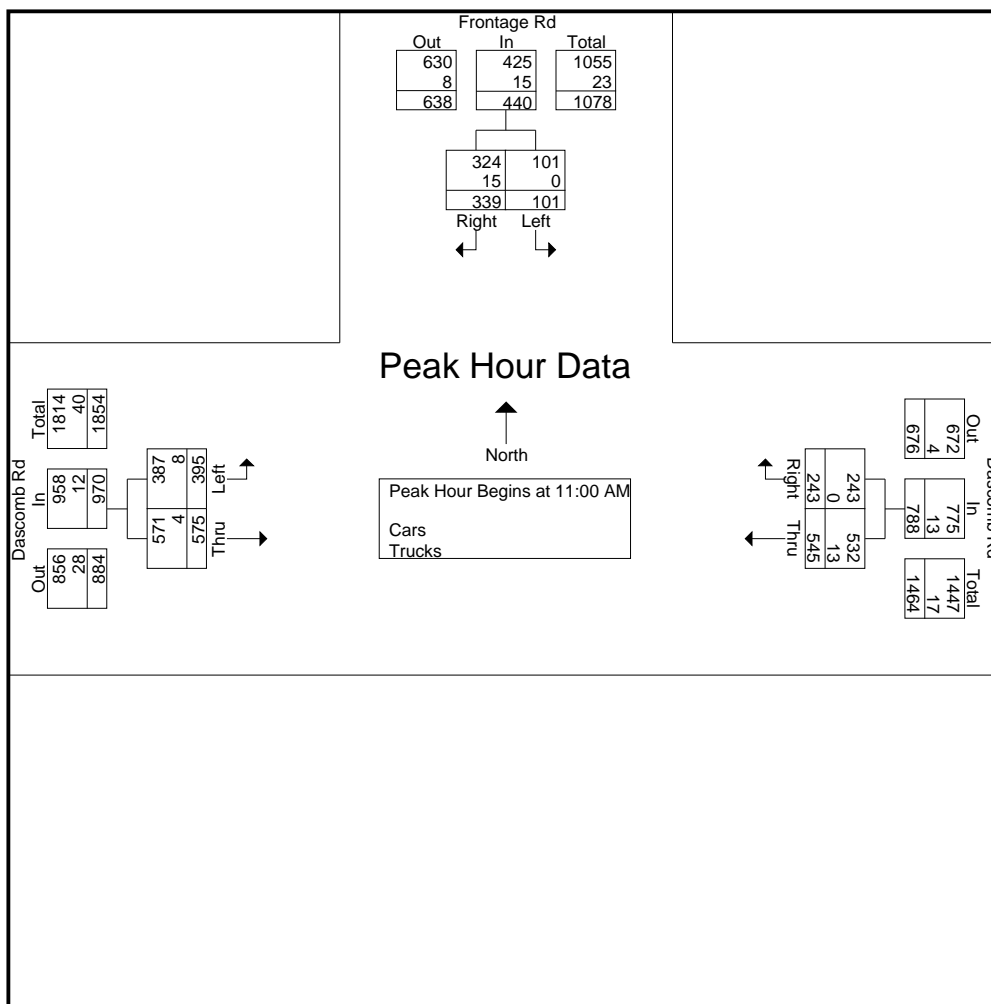 Frontage Rd
Out In Total
630 425 1055
8 15 23
638 440 1078
324 101
15 0
339 101
Right Left
Peak Hour Data
North
Peak Hour Begins at 11:00 AM
Cars
Trucks
Dascomb Rd
Out In Total
856 958 1814
28 12 40
884 970 1854
Thru Left
571 387
4 8
575 395
Dascomb Rd
Out In Total
672 775 1447
4 13 17
676 788 1464
243 532
0 13
243 545
Right Thru